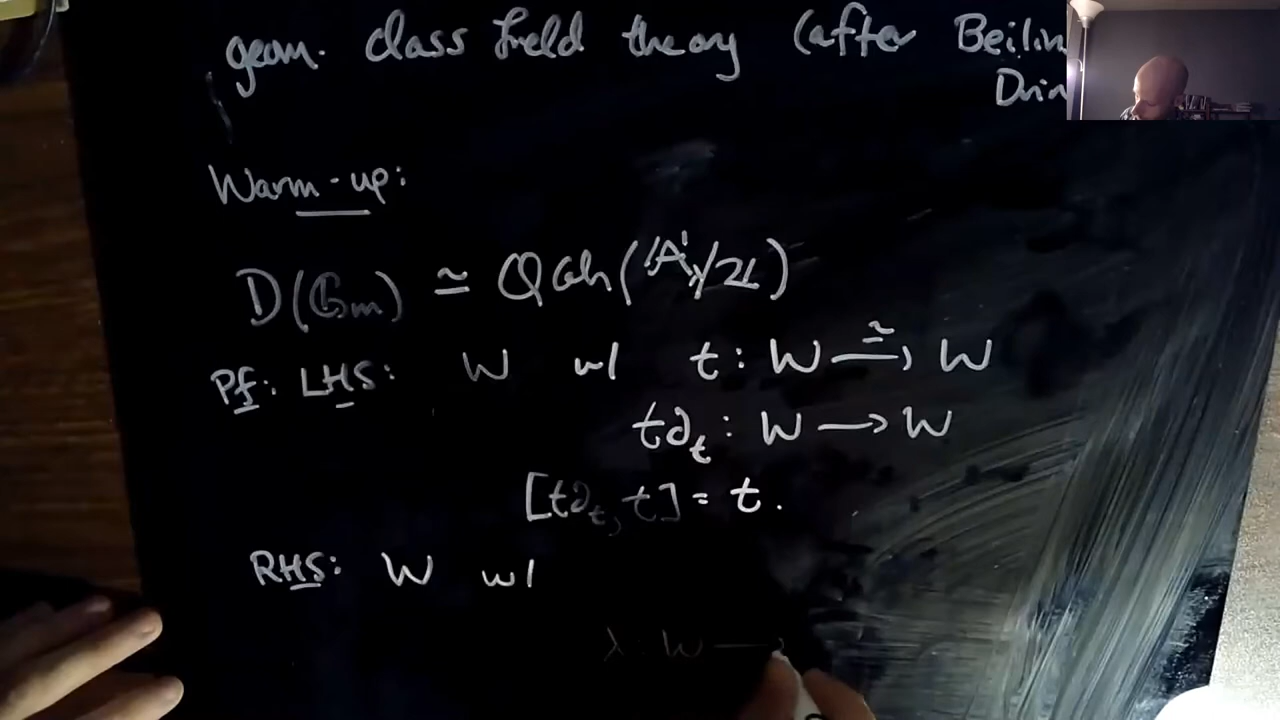 geom. class field theory (after Beilin
Drin
Warm-up:
D(𝔾m) ≃ QCoh(𝔸¹/ℤ)
Pf: LHS: W w/ t: W ⥲ W
t∂ₜ: W → W
[t∂ₜ, t] = t.
RHS: W w/
λ: W →